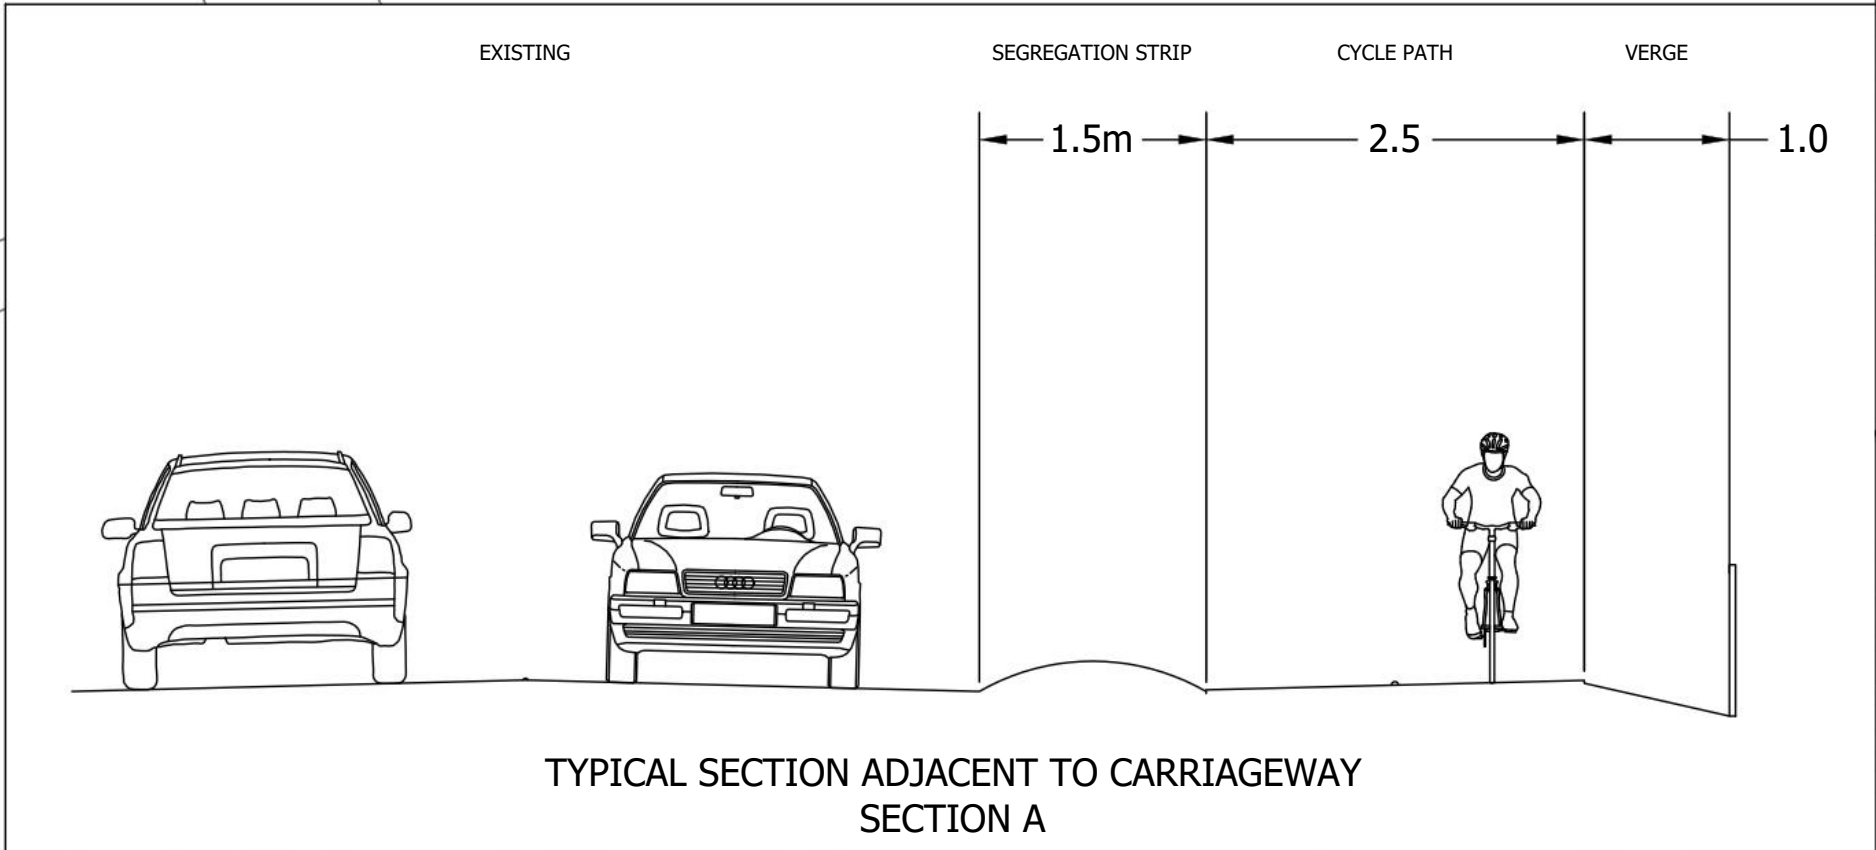 EXISTING
SEGREGATION STRIP
CYCLE PATH
VERGE
1.5m
2.5
1.0
TYPICAL SECTION ADJACENT TO CARRIAGEWAY
SECTION A